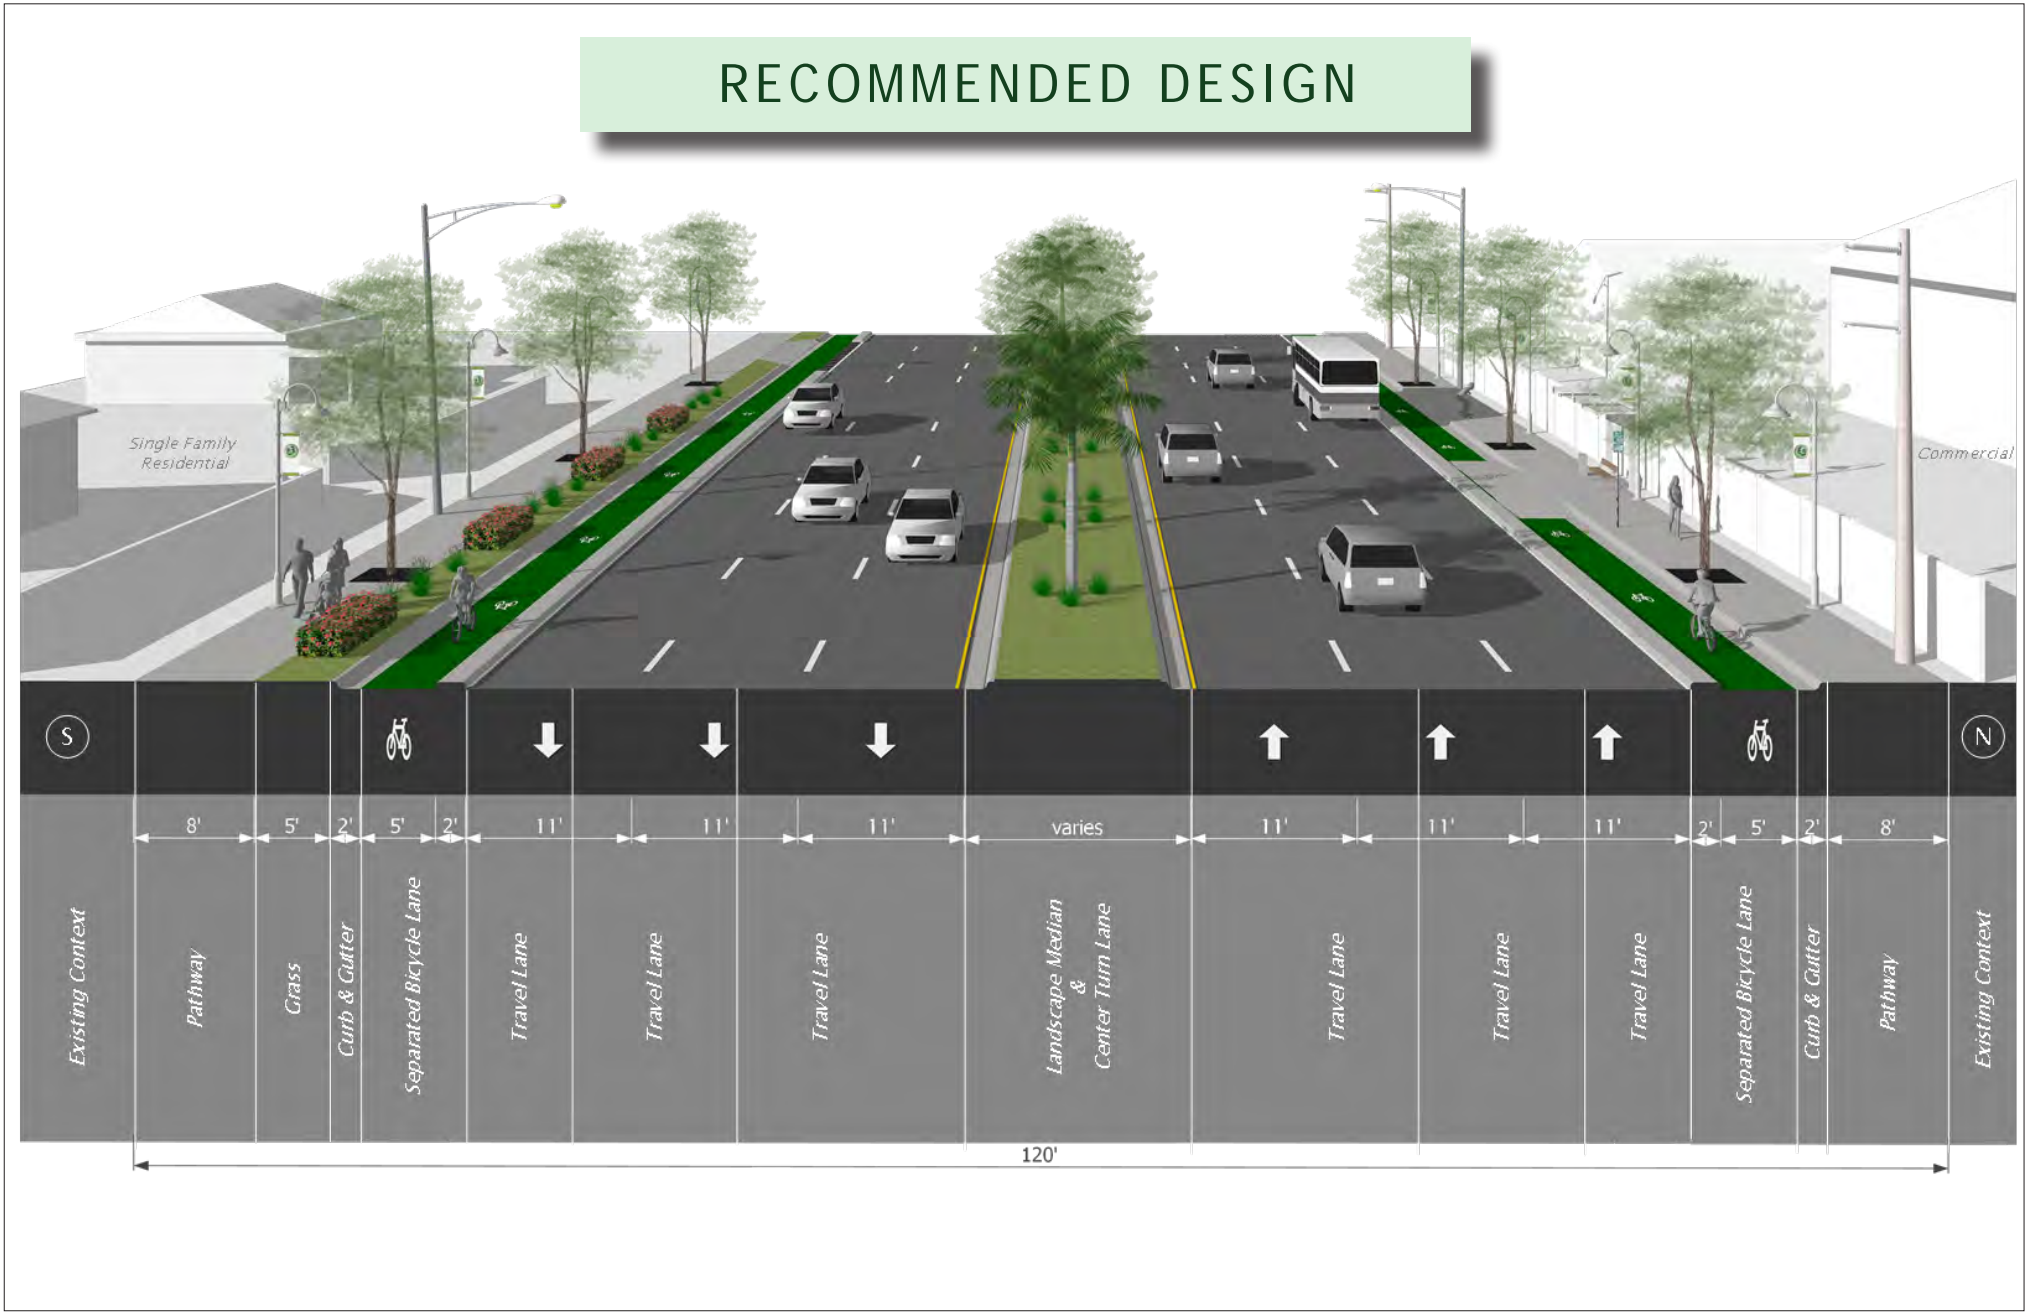 RECOMMENDED DESIGN
Single Family
Residential
Commercial
S
N
8'
5'
2'
5'
2'
11'
11'
11'
varies
11'
11'
11'
2'
5'
2'
8'
Existing Context
Pathway
Grass
Curb & Gutter
Separated Bicycle Lane
Travel Lane
Travel Lane
Travel Lane
Landscape Median
&
Center Turn Lane
Travel Lane
Travel Lane
Travel Lane
Separated Bicycle Lane
Curb & Gutter
Pathway
Existing Context
120'